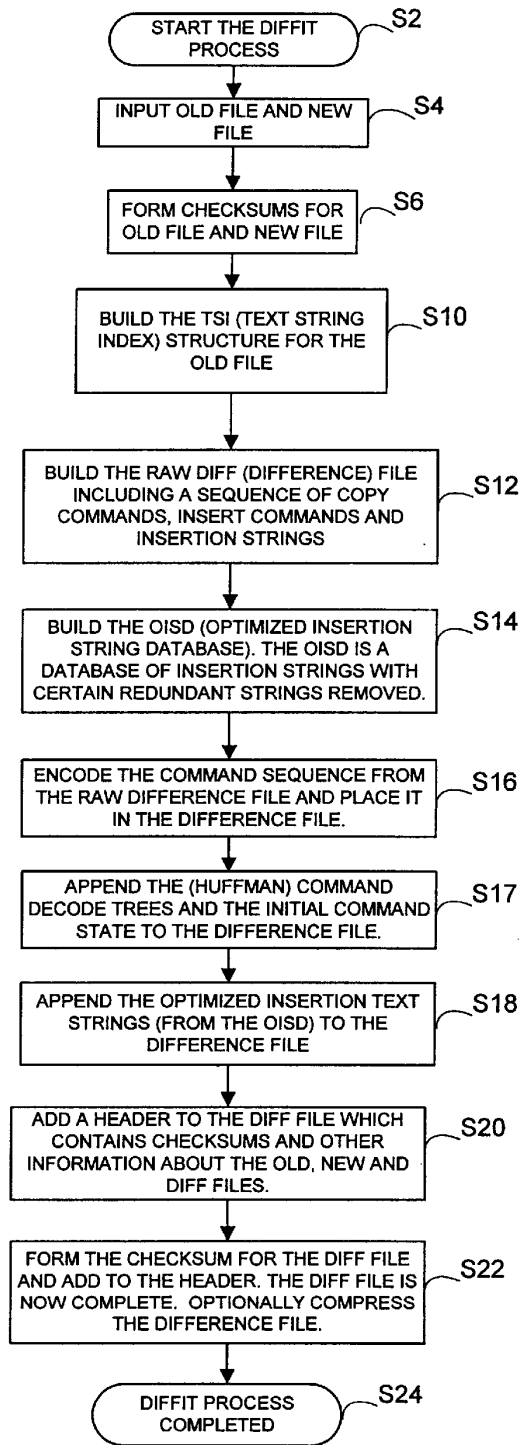 START THE DIFFIT
PROCESS
S2
INPUT OLD FILE AND NEW
FILE
S4
FORM CHECKSUMS FOR
OLD FILE AND NEW FILE
S6
BUILD THE TSI (TEXT STRING
INDEX) STRUCTURE FOR THE
OLD FILE
S10
BUILD THE RAW DIFF (DIFFERENCE) FILE
INCLUDING A SEQUENCE OF COPY
COMMANDS, INSERT COMMANDS AND
INSERTION STRINGS
S12
BUILD THE OISD (OPTIMIZED INSERTION
STRING DATABASE). THE OISD IS A
DATABASE OF INSERTION STRINGS WITH
CERTAIN REDUNDANT STRINGS REMOVED.
S14
ENCODE THE COMMAND SEQUENCE FROM
THE RAW DIFFERENCE FILE AND PLACE IT
IN THE DIFFERENCE FILE.
S16
APPEND THE (HUFFMAN) COMMAND
DECODE TREES AND THE INITIAL COMMAND
STATE TO THE DIFFERENCE FILE.
S17
APPEND THE OPTIMIZED INSERTION TEXT
STRINGS (FROM THE OISD) TO THE
DIFFERENCE FILE
S18
ADD A HEADER TO THE DIFF FILE WHICH
CONTAINS CHECKSUMS AND OTHER
INFORMATION ABOUT THE OLD, NEW AND
DIFF FILES.
S20
FORM THE CHECKSUM FOR THE DIFF FILE
AND ADD TO THE HEADER. THE DIFF FILE IS
NOW COMPLETE. OPTIONALLY COMPRESS
THE DIFFERENCE FILE.
S22
DIFFIT PROCESS
COMPLETED
S24